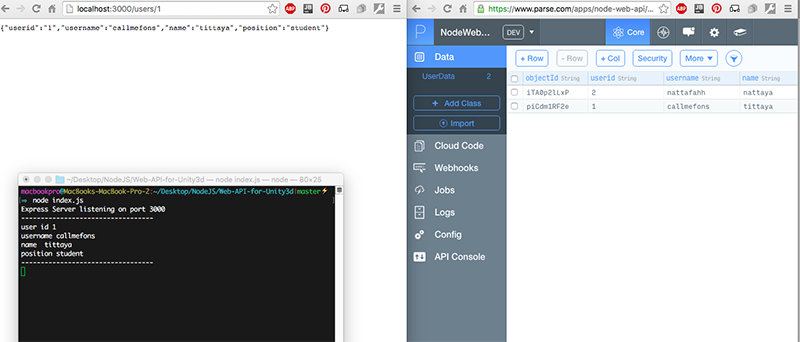 localhost:3000/users/1
{"userid":"1","username":"callmefons","name":"tittaya","position":"student"}
~/Desktop/NodeJS/Web-API-for-Unity3d — node index.js — node — 80×25
macbookpro@MacBooks-MacBook-Pro-2:~/Desktop/NodeJS/Web-API-for-Unity3d|master⚡
⇒ node index.js
Express Server listening on port 3000
----------------------------------
user id 1
username callmefons
name  tittaya
position student
----------------------------------
https://www.parse.com/apps/node-web-api/...
NodeWeb... DEV
Core
Data
UserData 2
+ Add Class
Import
Cloud Code
Webhooks
Jobs
Logs
Config
API Console
+ Row - Row + Col Security More
objectId String userid String username String name String
iTA0p2lLxP 2 nattafahh nattaya
piCdm1RF2e 1 callmefons tittaya